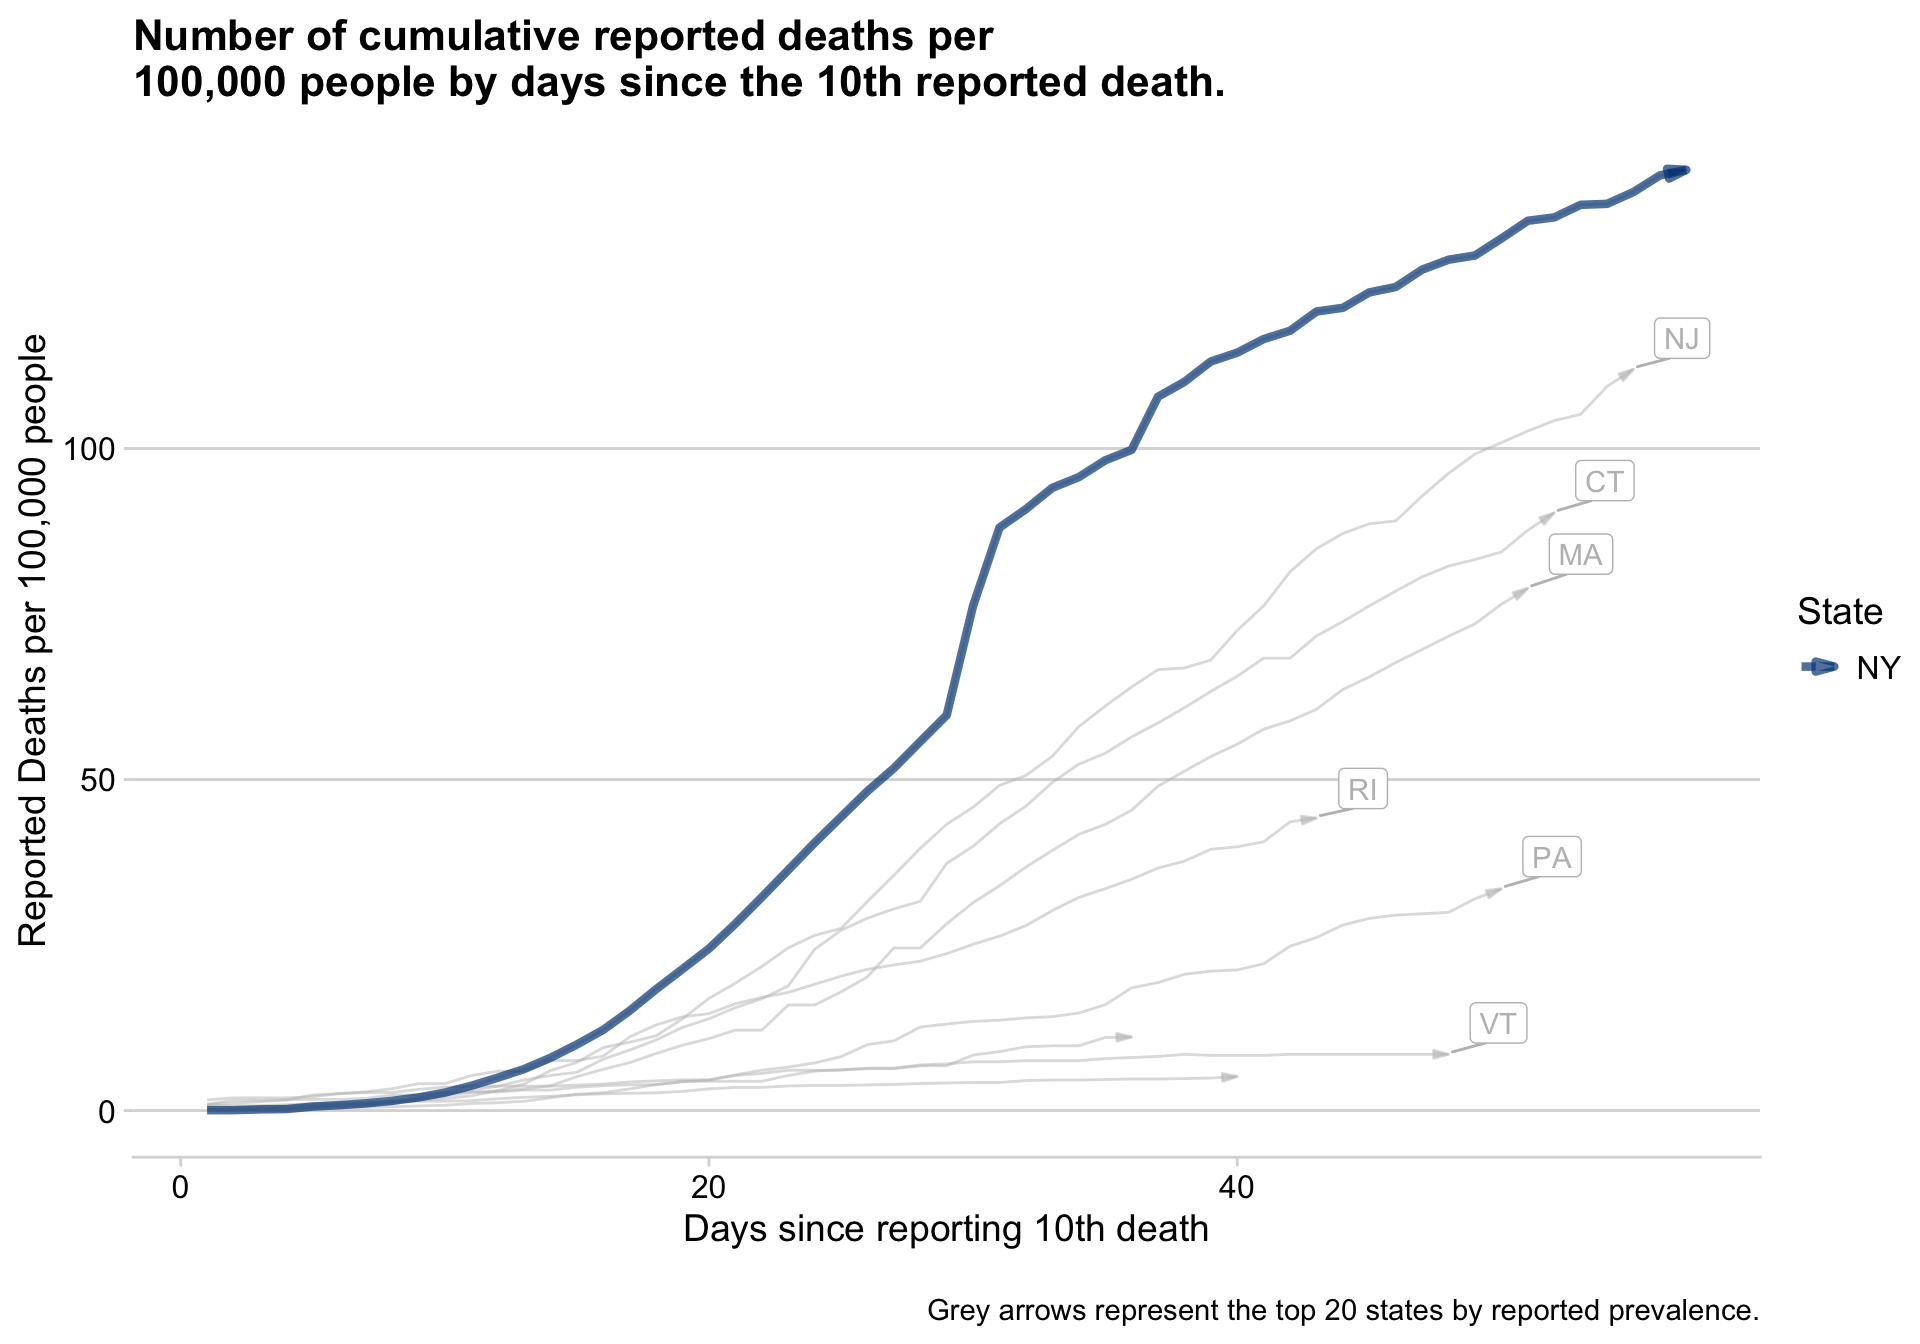 Number of cumulative reported deaths per
100,000 people by days since the 10th reported death.
Reported Deaths per 100,000 people
100
50
0
NJ
CT
MA
RI
PA
VT
State
NY
0
20
40
Days since reporting 10th death
Grey arrows represent the top 20 states by reported prevalence.